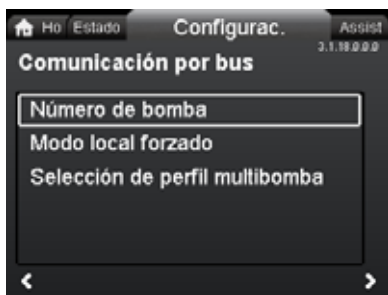 Ho Estado Configurac. Assist
3.1.18.0.0.0
Comunicación por bus
Número de bomba
Modo local forzado
Selección de perfil multibomba